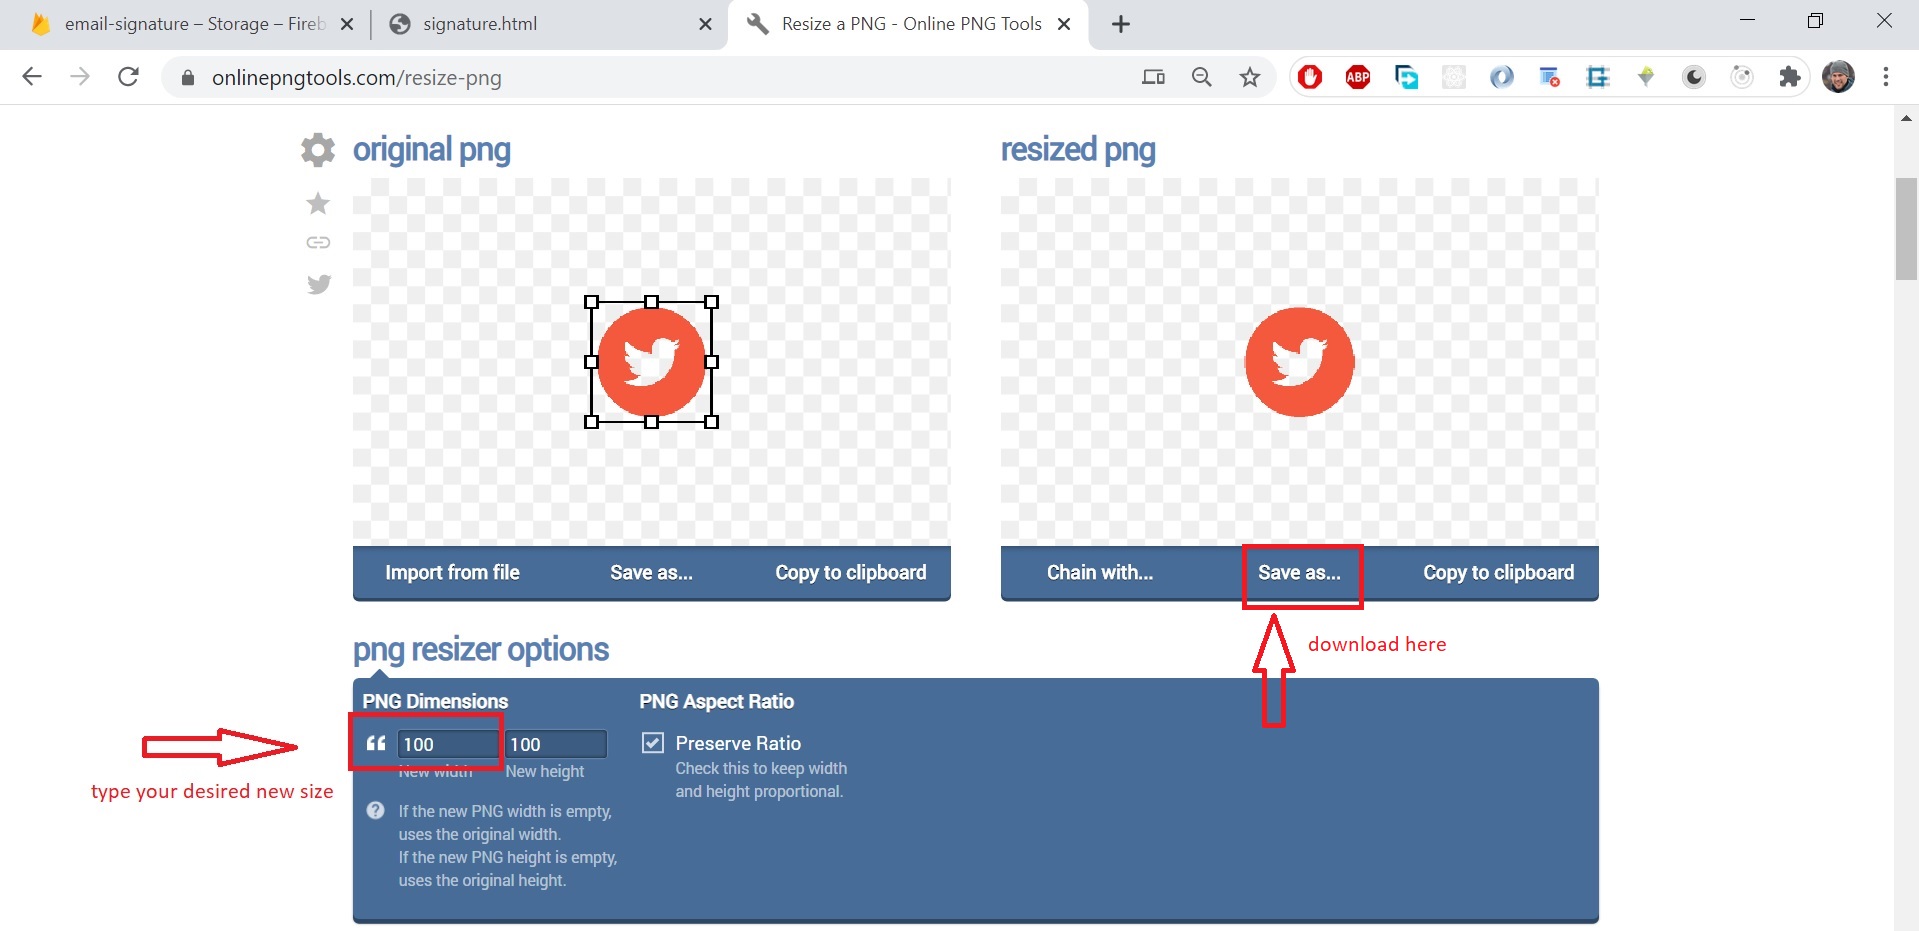 email-signature – Storage – Fireb
signature.html
Resize a PNG - Online PNG Tools
onlinepngtools.com/resize-png
ABP
original png
resized png
Import from file
Save as...
Copy to clipboard
Chain with...
Save as...
Copy to clipboard
download here
png resizer options
PNG Dimensions
PNG Aspect Ratio
100
100
Preserve Ratio
New width
New height
Check this to keep width
and height proportional.
type your desired new size
If the new PNG width is empty,
uses the original width.
If the new PNG height is empty,
uses the original height.